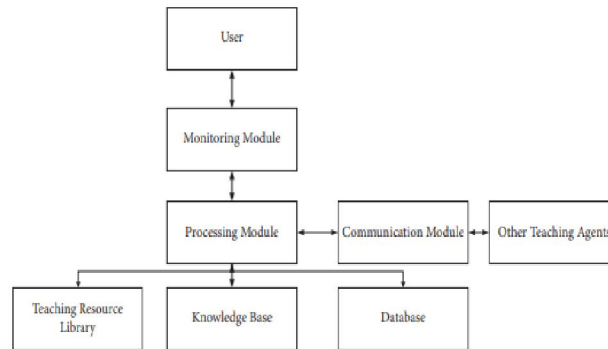 User
Monitoring Module
Processing Module
Communication Module
Other Teaching Agents
Teaching Resource
Library
Knowledge Base
Database